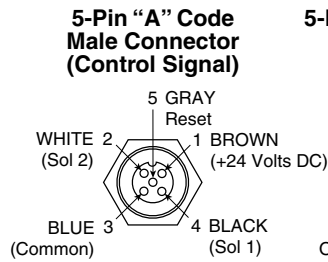 5-Pin “A” Code
Male Connector
(Control Signal)
5-
5 GRAY
Reset
WHITE 2
(Sol 2)
1 BROWN
(+24 Volts DC)
BLUE 3
(Common)
4 BLACK
(Sol 1)